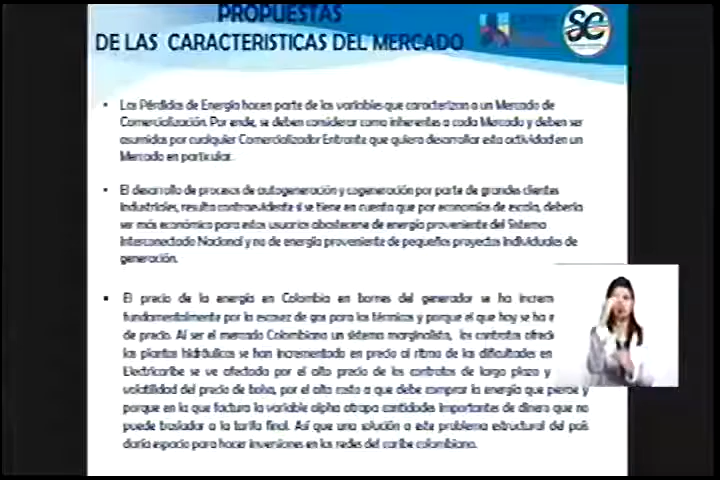 PROPUESTAS
DE LAS CARACTERISTICAS DEL MERCADO
SC
• Las Pérdidas de Energía hacen parte de las variables que caracterizan a un Mercado de
Comercialización. Por ende, se deben considerar como inherentes a cada Mercado y deben ser
asumidas por cualquier Comercializador Entrante que quiera desarrollar esta actividad en un
Mercado en particular.
• El desarrollo de procesos de autogeneración y cogeneración por parte de grandes clientes
industriales, resulta contraevidente si se tiene en cuenta que por economías de escala, debería
ser más económico para estos usuarios abastecerse de energía proveniente del Sistema
Interconectado Nacional y no de energía proveniente de pequeños proyectos individuales de
generación.
• El precio de la energía en Colombia en bornes del generador se ha increm
fundamentalmente por la escasez de gas para las térmicas y porque el que hoy se ha e
de precio. Al ser el mercado Colombiano un sistema marginalista, los contratos ofreci
las plantas hidráulicas se han incrementado en precio al ritmo de las dificultades en
Electricaribe se ve afectada por el alto precio de los contratos de largo plazo y
volatilidad del precio de bolsa, por el alto costo a que debe comprar la energía que pierde y
porque en la que factura la variable alpha atrapa cantidades importantes de dinero que no
puede trasladar a la tarifa final. Así que una solución a este problema estructural del país
daría espacio para hacer inversiones en las redes del caribe colombiano.